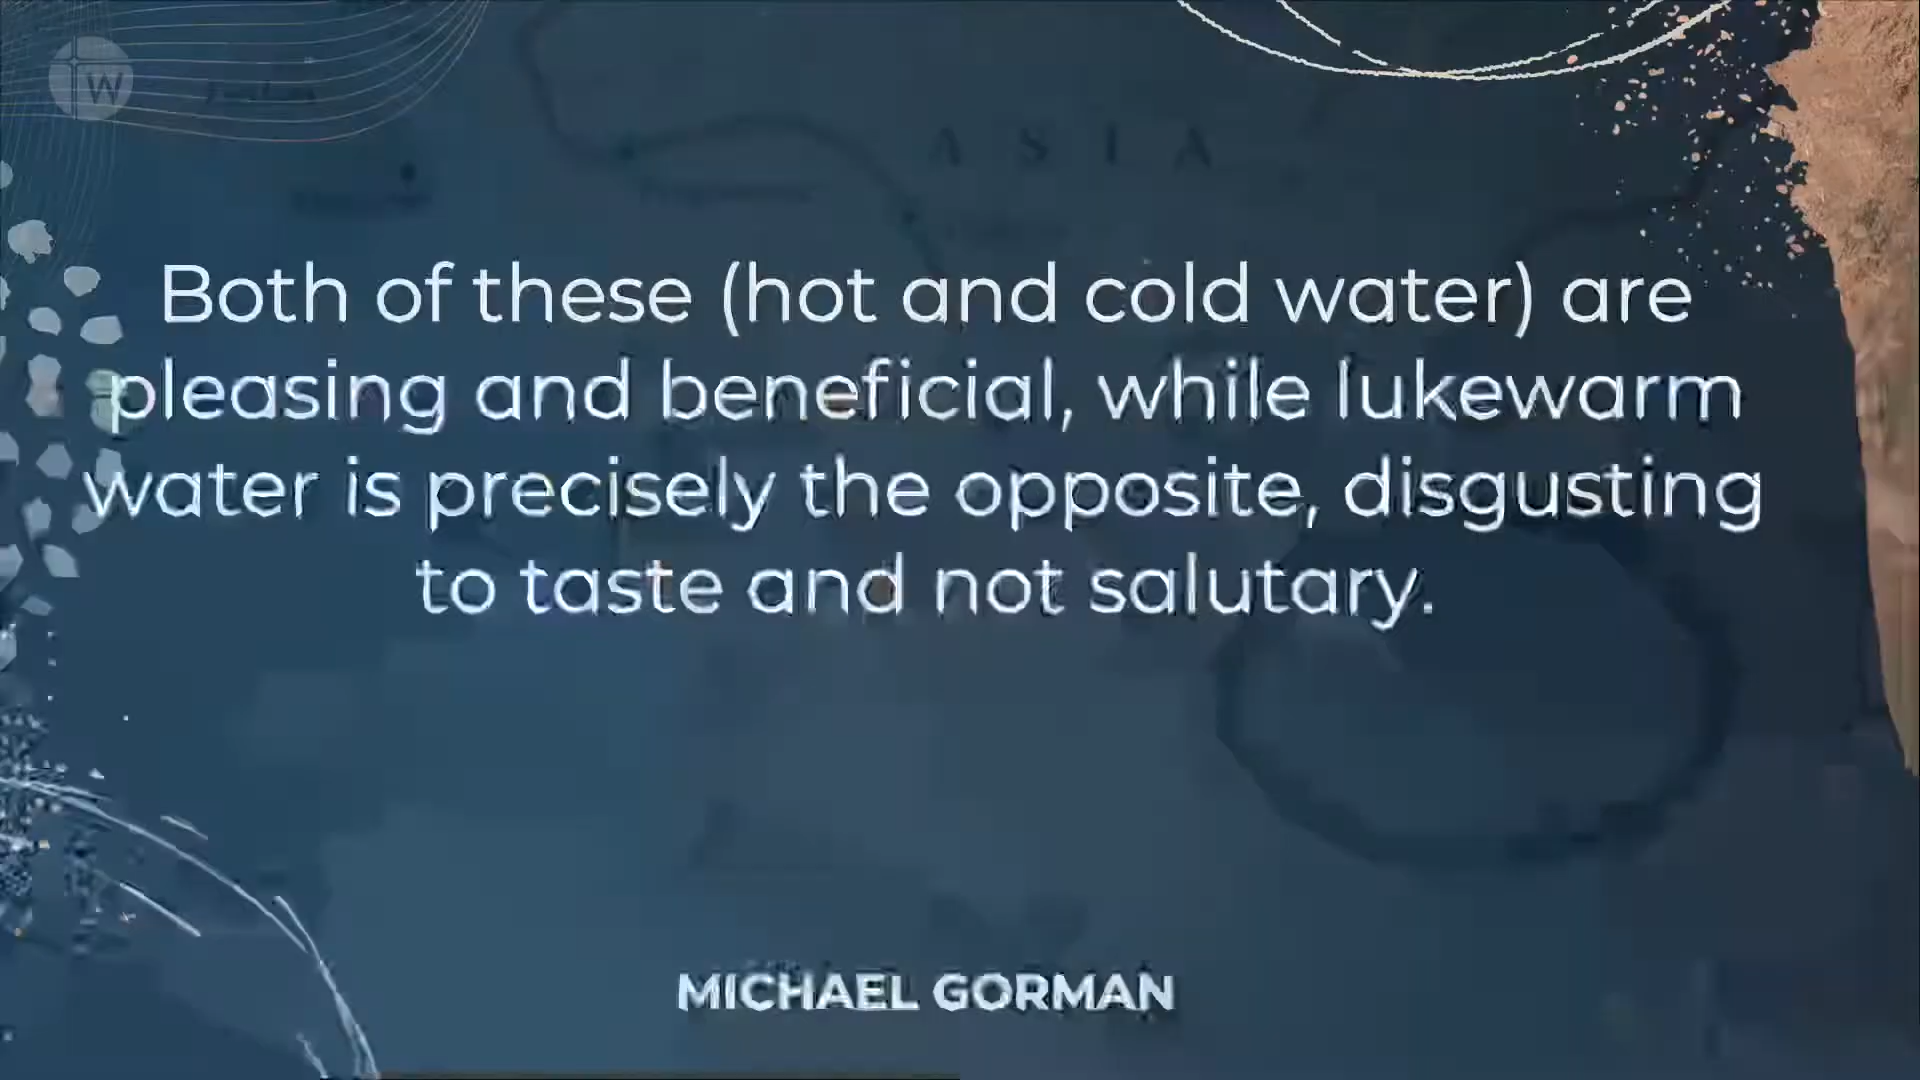 W
ASIA
Both of these (hot and cold water) are
pleasing and beneficial, while lukewarm
water is precisely the opposite, disgusting
to taste and not salutary.
MICHAEL GORMAN